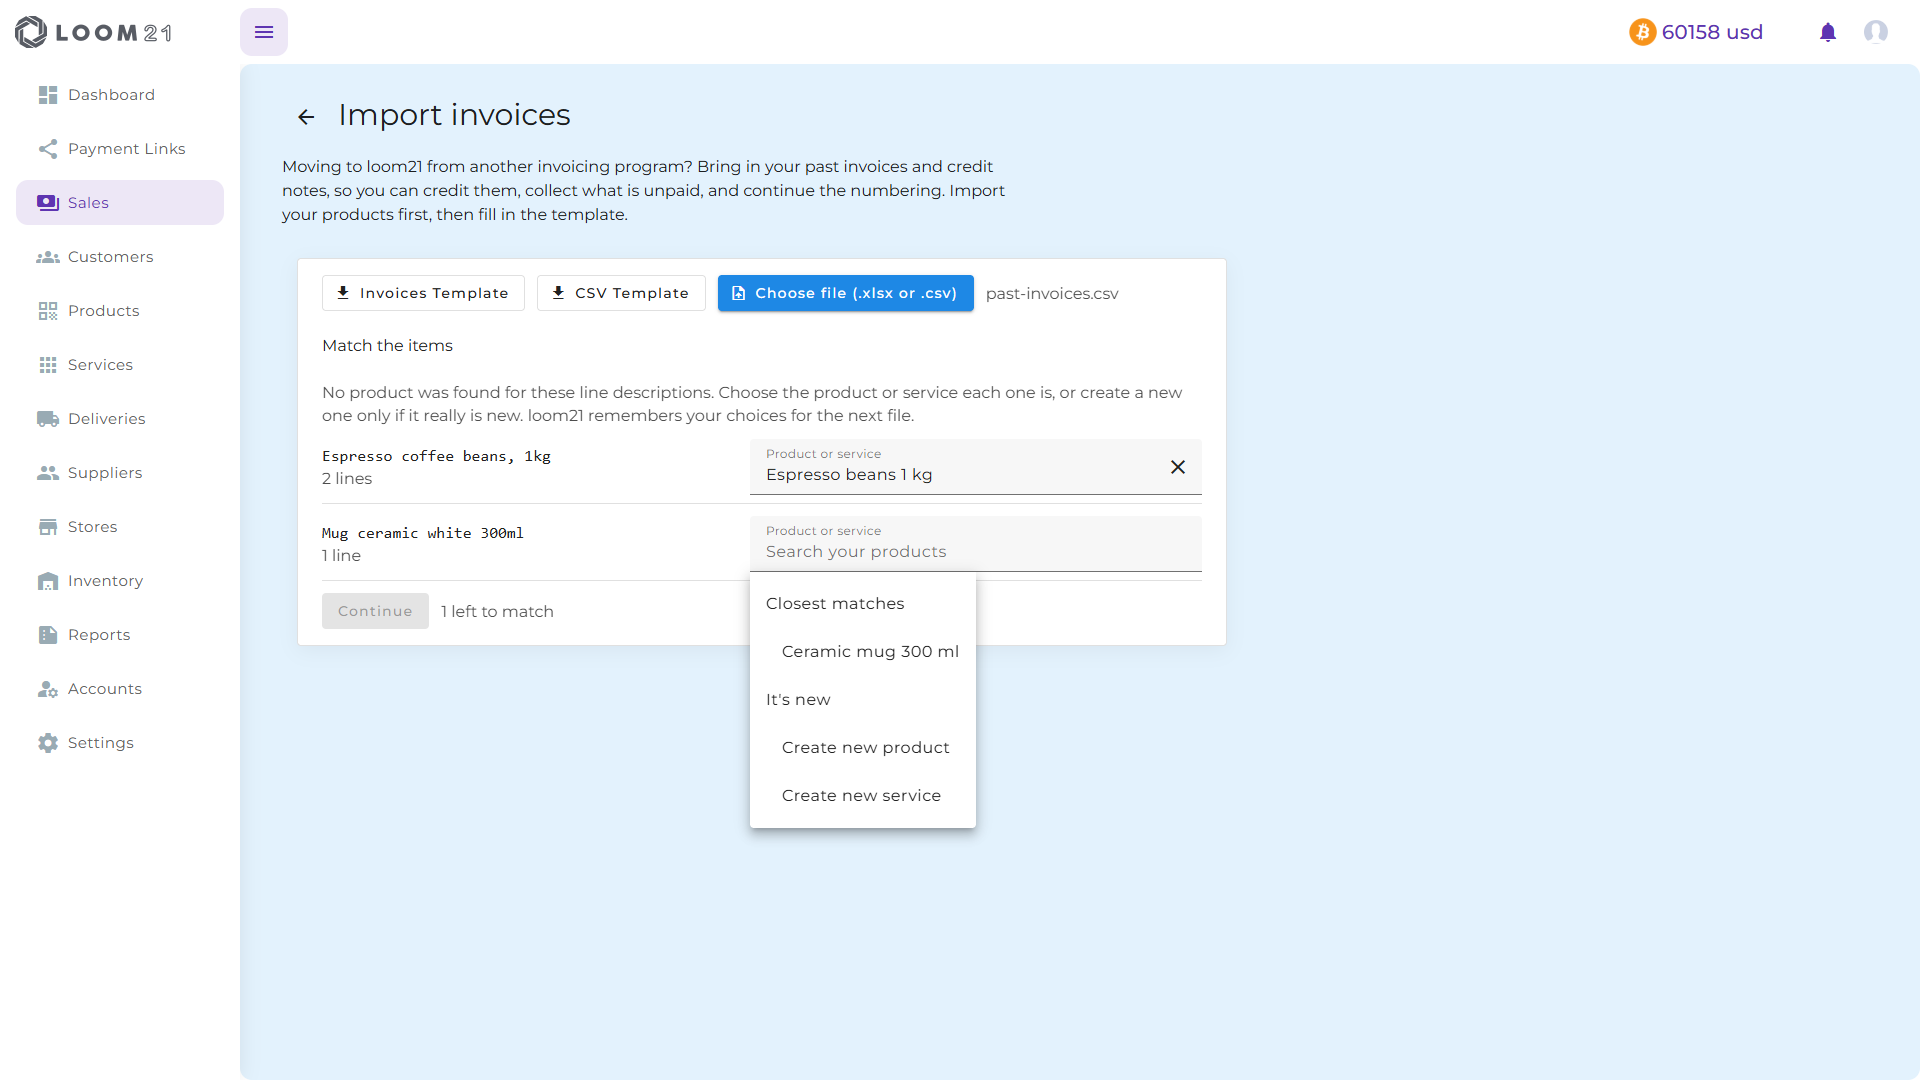 LOOM 21
60158 usd
Dashboard
Payment Links
Sales
Customers
Products
Services
Deliveries
Suppliers
Stores
Inventory
Reports
Accounts
Settings
Import invoices
Moving to loom21 from another invoicing program? Bring in your past invoices and credit
notes, so you can credit them, collect what is unpaid, and continue the numbering. Import
your products first, then fill in the template.
Invoices Template
CSV Template
Choose file (.xlsx or .csv)
past-invoices.csv
Match the items
No product was found for these line descriptions. Choose the product or service each one is, or create a new
one only if it really is new. loom21 remembers your choices for the next file.
Espresso coffee beans, 1kg
2 lines
Product or service
Espresso beans 1 kg
Mug ceramic white 300ml
1 line
Product or service
Search your products
Continue
1 left to match
Closest matches
Ceramic mug 300 ml
It's new
Create new product
Create new service